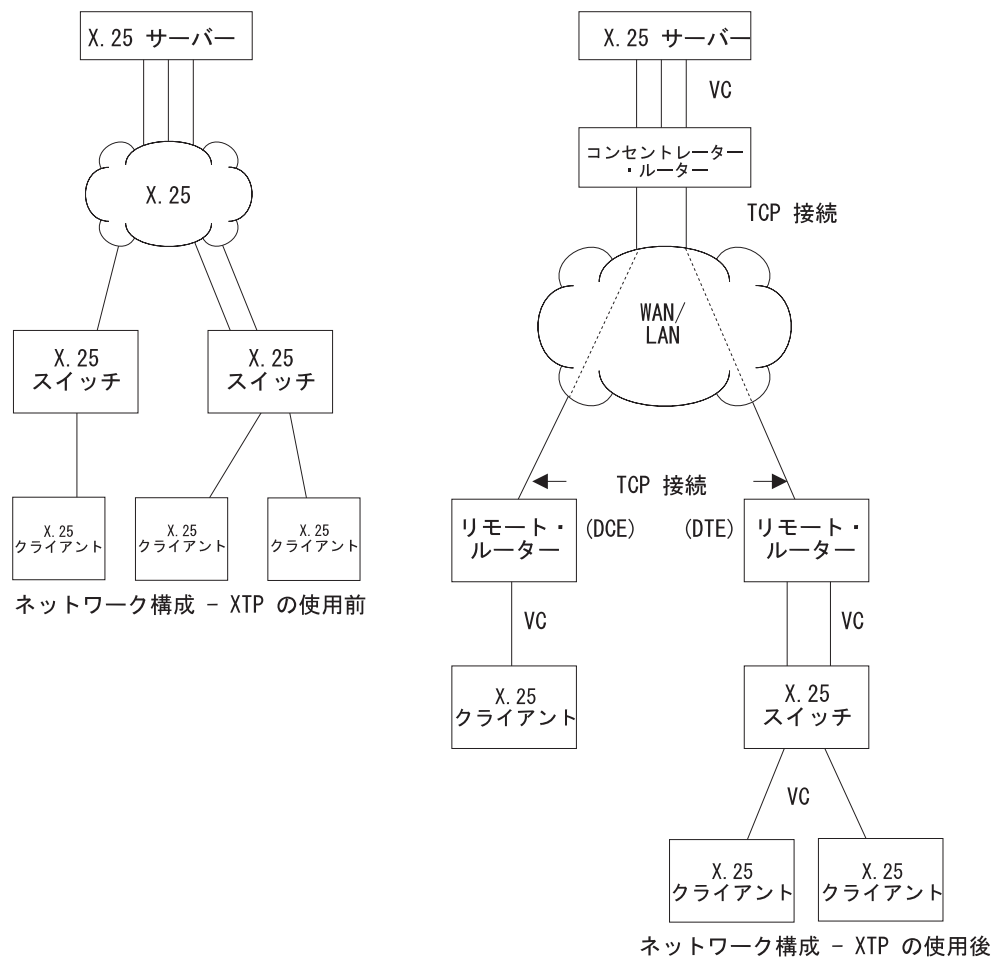 X.25 サーバー
X.25
X.25
スイッチ
X.25
スイッチ
X.25
クライアント
X.25
クライアント
X.25
クライアント
ネットワーク構成 - XTP の使用前
X.25 サーバー
VC
コンセントレーター
・ルーター
TCP 接続
WAN/
LAN
TCP 接続
リモート・
ルーター
(DCE)
(DTE)
リモート・
ルーター
VC
VC
X.25
クライアント
X.25
スイッチ
VC
X.25
クライアント
X.25
クライアント
ネットワーク構成 - XTP の使用後